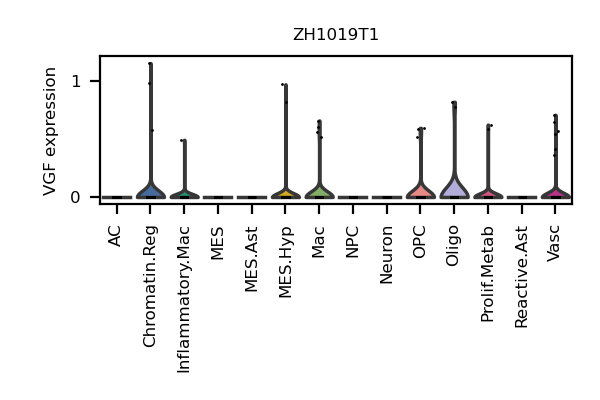 ZH1019T1
VGF expression
1
0
AC
Chromatin.Reg
Inflammatory.Mac
MES
MES.Ast
MES.Hyp
Mac
NPC
Neuron
OPC
Oligo
Prolif.Metab
Reactive.Ast
Vasc